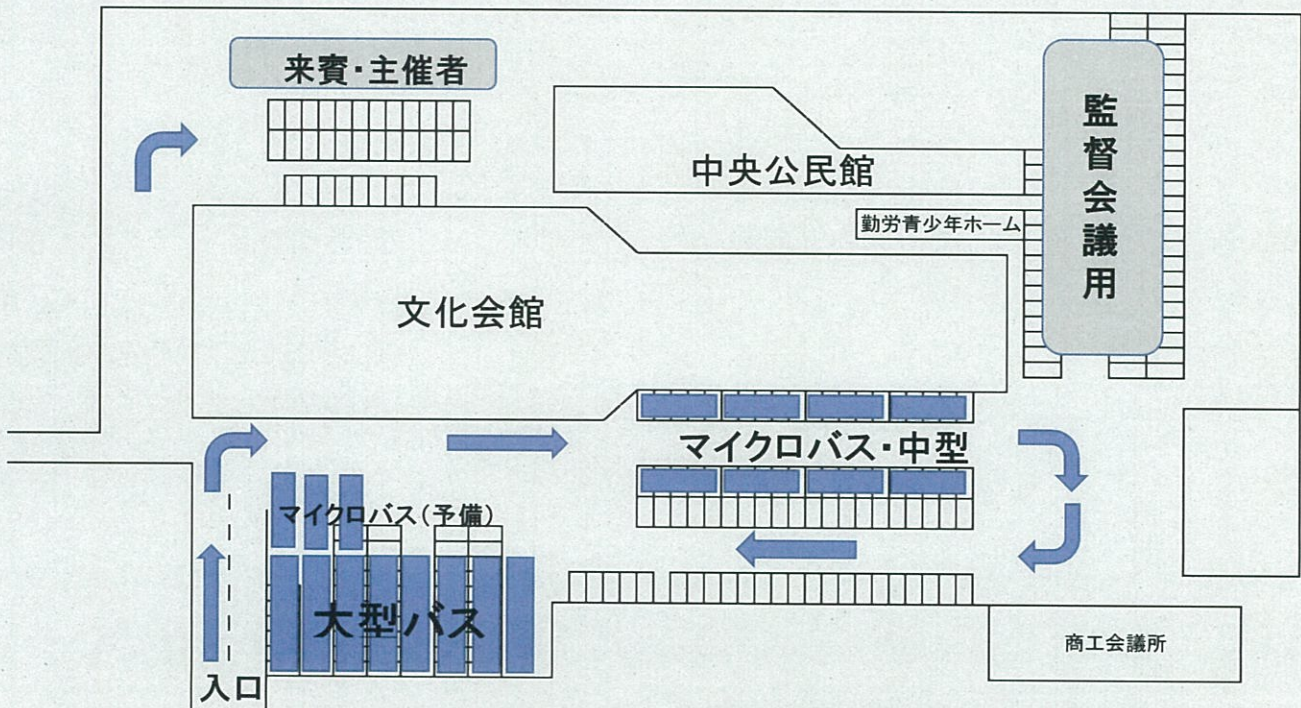 来賓・主催者
監督会議用
中央公民館
勤労青少年ホーム
文化会館
マイクロバス・中型
マイクロバス(予備)
大型バス
商工会議所
入口